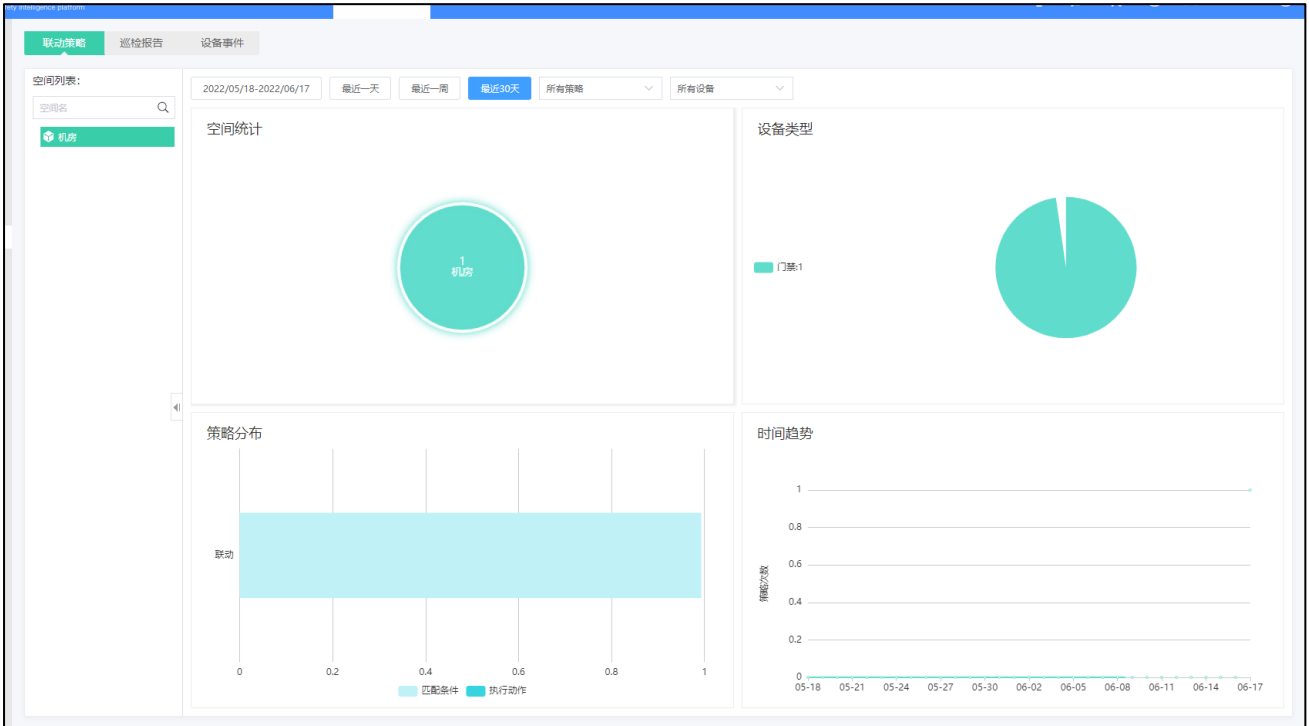 ety intelligence platform
联动策略 巡检报告 设备事件
空间列表:
空间名
机房
2022/05/18-2022/06/17 最近一天 最近一周 最近30天 所有策略 所有设备
空间统计
1
机房
设备类型
门禁:1
策略分布
联动
0 0.2 0.4 0.6 0.8 1
匹配条件 执行动作
时间趋势
策略次数
1
0.8
0.6
0.4
0.2
0
05-18 05-21 05-24 05-27 05-30 06-02 06-05 06-08 06-11 06-14 06-17